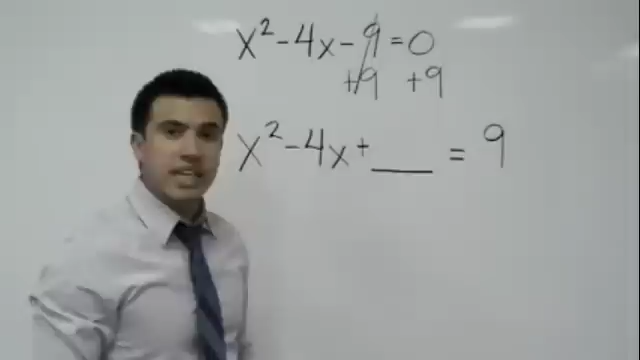 x² - 4x - 9 = 0
+9 +9
x² - 4x + ___ = 9